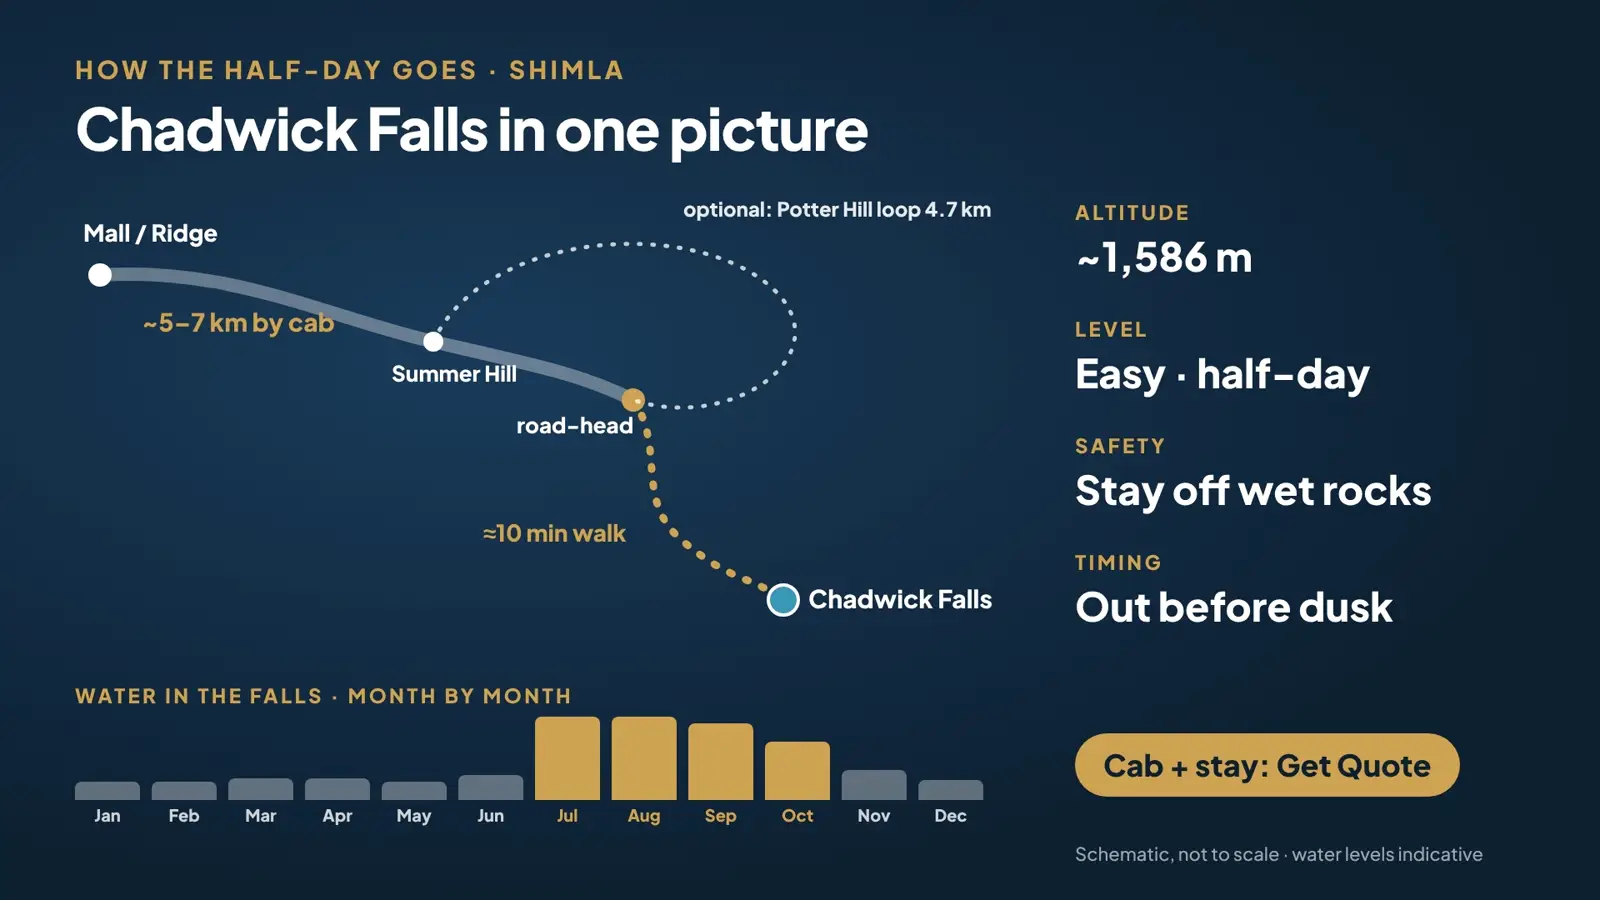 HOW THE HALF-DAY GOES · SHIMLA
Chadwick Falls in one picture
optional: Potter Hill loop 4.7 km
Mall / Ridge
~5–7 km by cab
Summer Hill
road-head
≈10 min walk
Chadwick Falls
ALTITUDE
~1,586 m
LEVEL
Easy · half-day
SAFETY
Stay off wet rocks
TIMING
Out before dusk
WATER IN THE FALLS · MONTH BY MONTH
Jan Feb Mar Apr May Jun Jul Aug Sep Oct Nov Dec
Cab + stay: Get Quote
Schematic, not to scale · water levels indicative